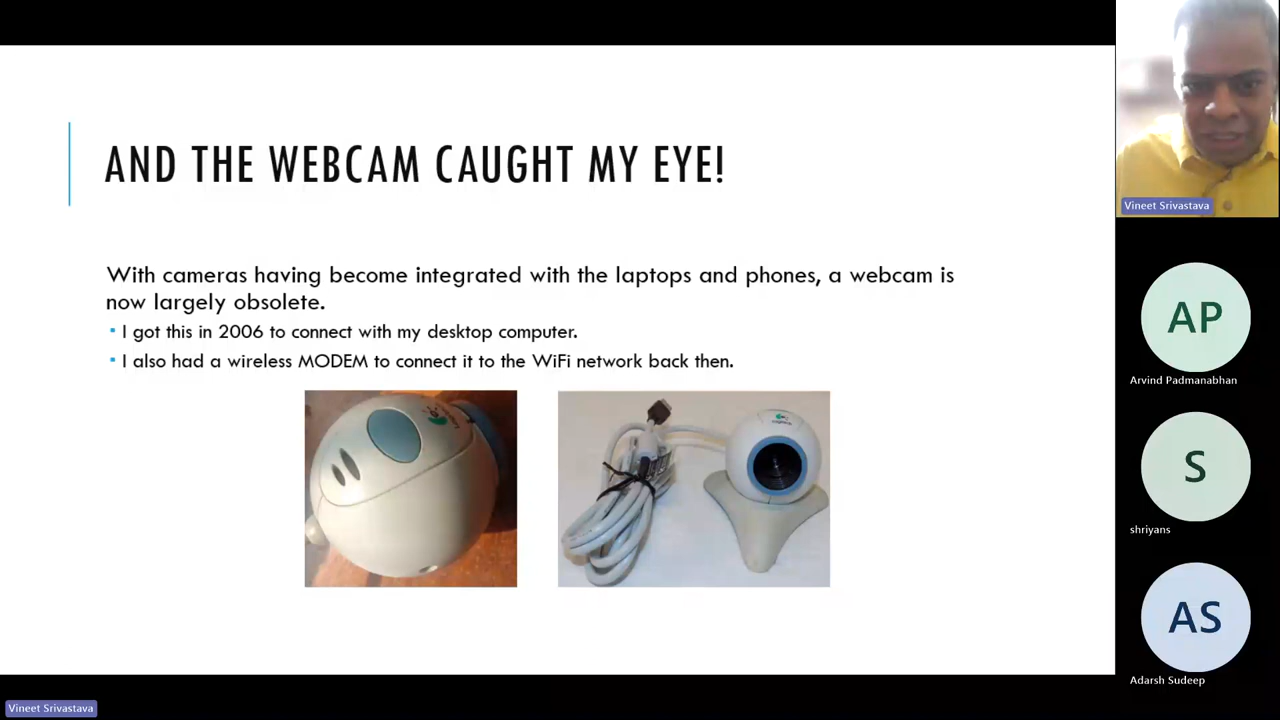 AND THE WEBCAM CAUGHT MY EYE!
With cameras having become integrated with the laptops and phones, a webcam is
now largely obsolete.
▪ I got this in 2006 to connect with my desktop computer.
▪ I also had a wireless MODEM to connect it to the WiFi network back then.
Vineet Srivastava
AP
Arvind Padmanabhan
S
shriyans
AS
Adarsh Sudeep
Vineet Srivastava